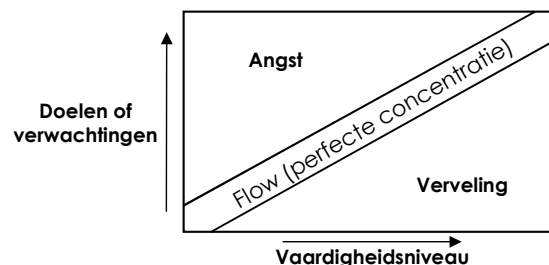 Angst
Doelen of
verwachtingen
Flow (perfecte concentratie)
Verveling
Vaardigheidsniveau